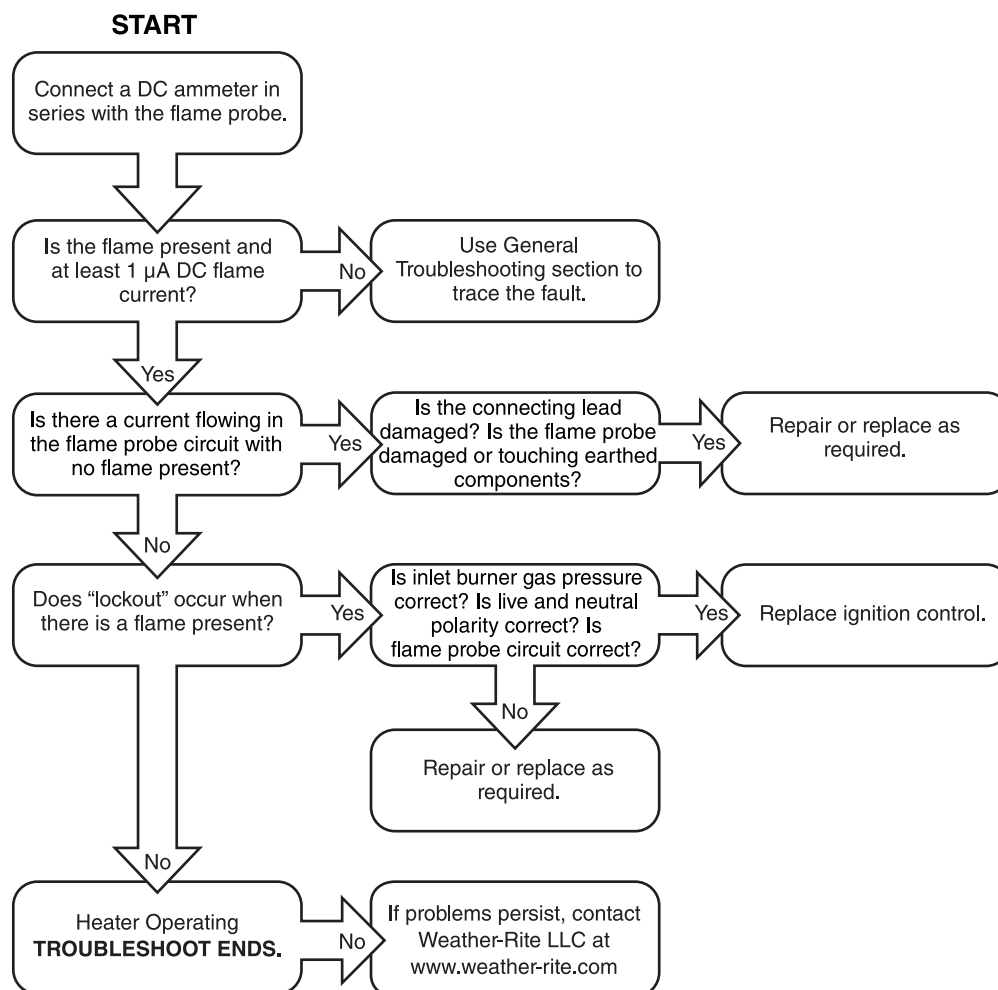 START
Connect a DC ammeter in
series with the flame probe.
Is the flame present and
at least 1 µA DC flame
current?
No
Use General
Troubleshooting section to
trace the fault.
Yes
Is there a current flowing in
the flame probe circuit with
no flame present?
Yes
Is the connecting lead
damaged? Is the flame probe
damaged or touching earthed
components?
Yes
Repair or replace as
required.
No
Does “lockout” occur when
there is a flame present?
Yes
Is inlet burner gas pressure
correct? Is live and neutral
polarity correct? Is
flame probe circuit correct?
Yes
Replace ignition control.
No
Repair or replace as
required.
No
Heater Operating
TROUBLESHOOT ENDS.
No
If problems persist, contact
Weather-Rite LLC at
www.weather-rite.com